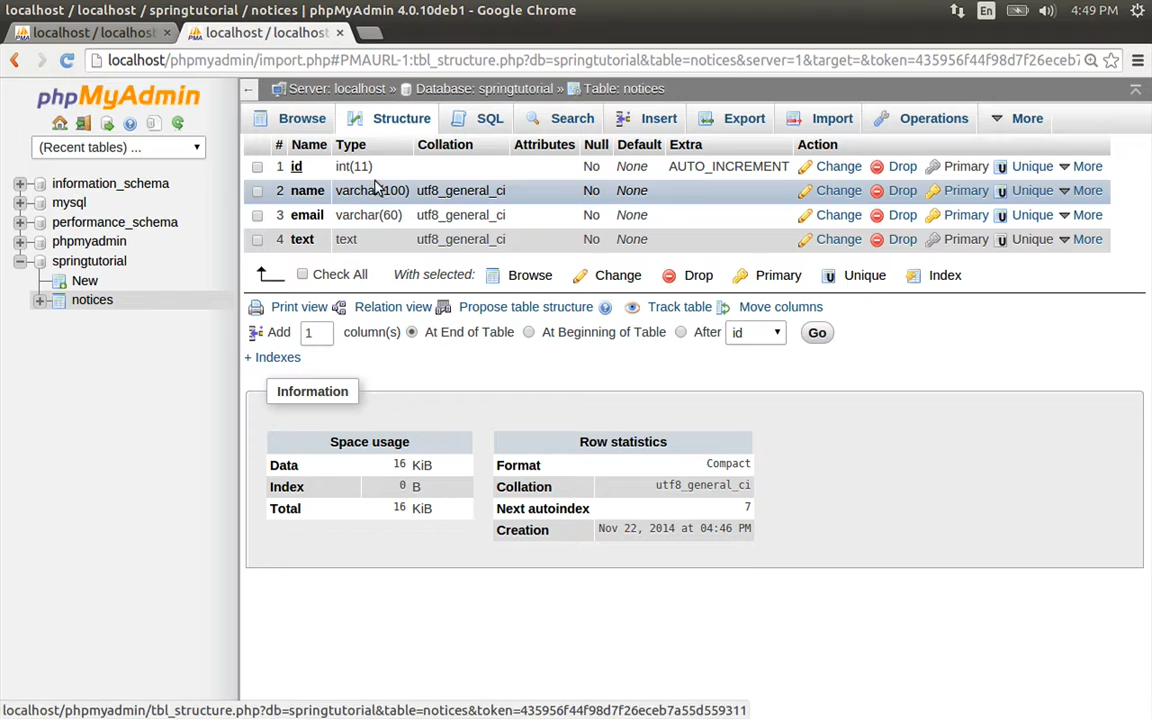 localhost / localhost / springtutorial / notices | phpMyAdmin 4.0.10deb1 - Google Chrome En 4:49 PM
localhost / localhost × localhost / localhost ×
localhost/phpmyadmin/import.php#PMAURL-1:tbl_structure.php?db=springtutorial&table=notices&server=1&target=&token=435956f44f98d7f26eceb7
phpMyAdmin
(Recent tables) ...
information_schema
mysql
performance_schema
phpmyadmin
springtutorial
New
notices
Server: localhost » Database: springtutorial » Table: notices
Browse Structure SQL Search Insert Export Import Operations More
# Name Type Collation Attributes Null Default Extra Action
1 id int(11) No None AUTO_INCREMENT Change Drop Primary Unique More
2 name varchar(100) utf8_general_ci No None Change Drop Primary Unique More
3 email varchar(60) utf8_general_ci No None Change Drop Primary Unique More
4 text text utf8_general_ci No None Change Drop Primary Unique More
Check All With selected: Browse Change Drop Primary Unique Index
Print view Relation view Propose table structure Track table Move columns
Add 1 column(s) At End of Table At Beginning of Table After id Go
+ Indexes
Information
Space usage
Data 16 KiB
Index 0 B
Total 16 KiB
Row statistics
Format Compact
Collation utf8_general_ci
Next autoindex 7
Creation Nov 22, 2014 at 04:46 PM
localhost/phpmyadmin/tbl_structure.php?db=springtutorial&table=notices&token=435956f44f98d7f26eceb7a55d559311